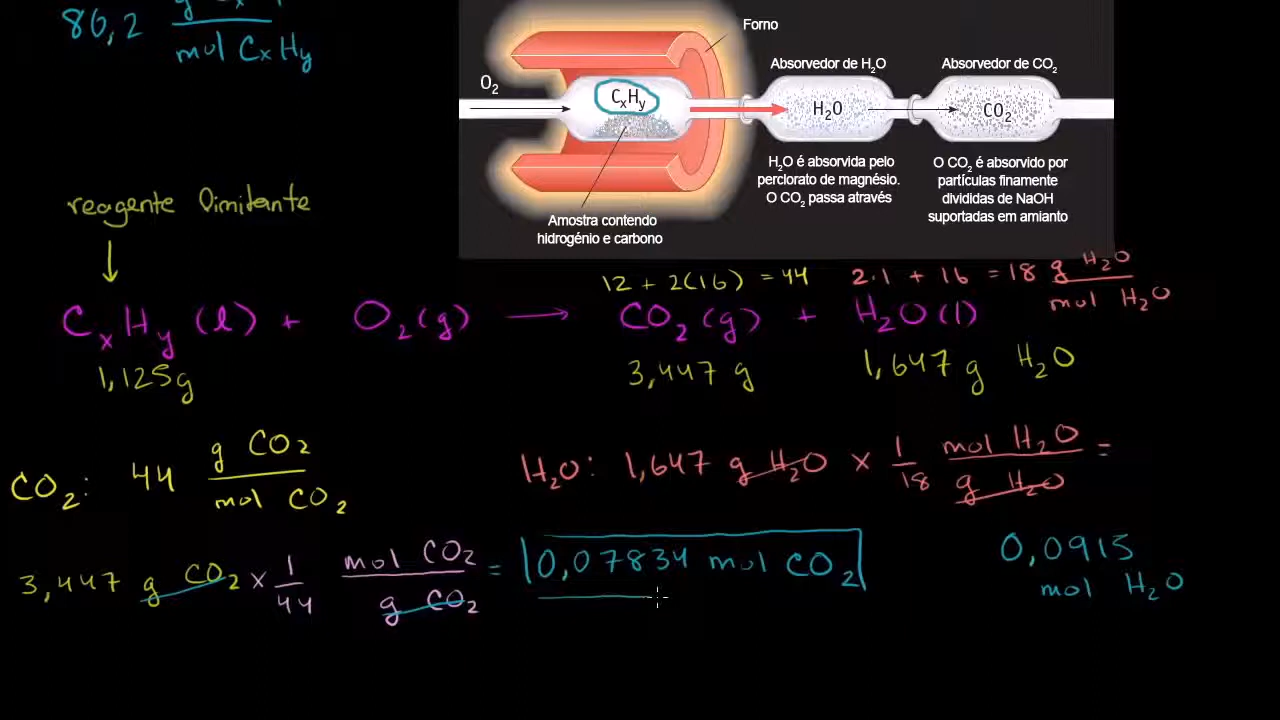 86,2
mol CxHy
Forno
Absorvedor de H₂O
Absorvedor de CO₂
O₂
CxHy
H₂O
CO₂
H₂O é absorvida pelo
perclorato de magnésio.
O CO₂ passa através
O CO₂ é absorvido por
partículas finamente
divididas de NaOH
suportadas em amianto
Amostra contendo
hidrogénio e carbono
reagente limitante
12 + 2(16) = 44
2·1 + 16 = 18 g H₂O / mol H₂O
CxHy (l) + O₂(g) → CO₂(g) + H₂O(l)
1,125g
3,447 g
1,647 g H₂O
CO₂: 44 g CO₂ / mol CO₂
H₂O: 1,647 g H₂O × 1/18 mol H₂O / g H₂O =
3,447 g CO₂ × 1/44 mol CO₂ / g CO₂ = 0,07834 mol CO₂
0,0915
mol H₂O